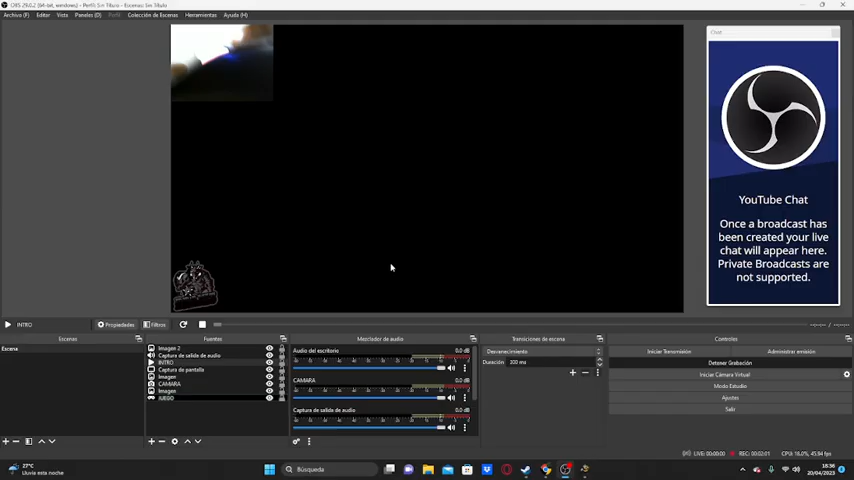 OBS 29.0.2 (64-bit, windows) - Perfil: Sin Título - Escenas: Sin Título
Archivo (F) Editar Vista Paneles (D) Perfil Colección de Escenas Herramientas Ayuda (H)
Chat
YouTube Chat
Once a broadcast has
been created your live
chat will appear here.
Private Broadcasts are
not supported.
INTRO
Propiedades
Filtros
--:--:-- / --:--:--
Escenas
Escena
Fuentes
Imagen 2
Captura de salida de audio
INTRO
Captura de pantalla
Imagen
CAMARA
Imagen
JUEGO
Mezclador de audio
Audio del escritorio 0.0 dB
CAMARA 0.0 dB
Captura de salida de audio 0.0 dB
Transiciones de escena
Desvanecimiento
Duración 300 ms
Controles
Iniciar Transmisión Administrar emisión
Detener Grabación
Iniciar Cámara Virtual
Modo Estudio
Ajustes
Salir
LIVE: 00:00:00 REC: 00:02:01 CPU: 16.0%, 45.94 fps
27°C
Lluvia esta noche
Búsqueda
18:36
20/04/2023